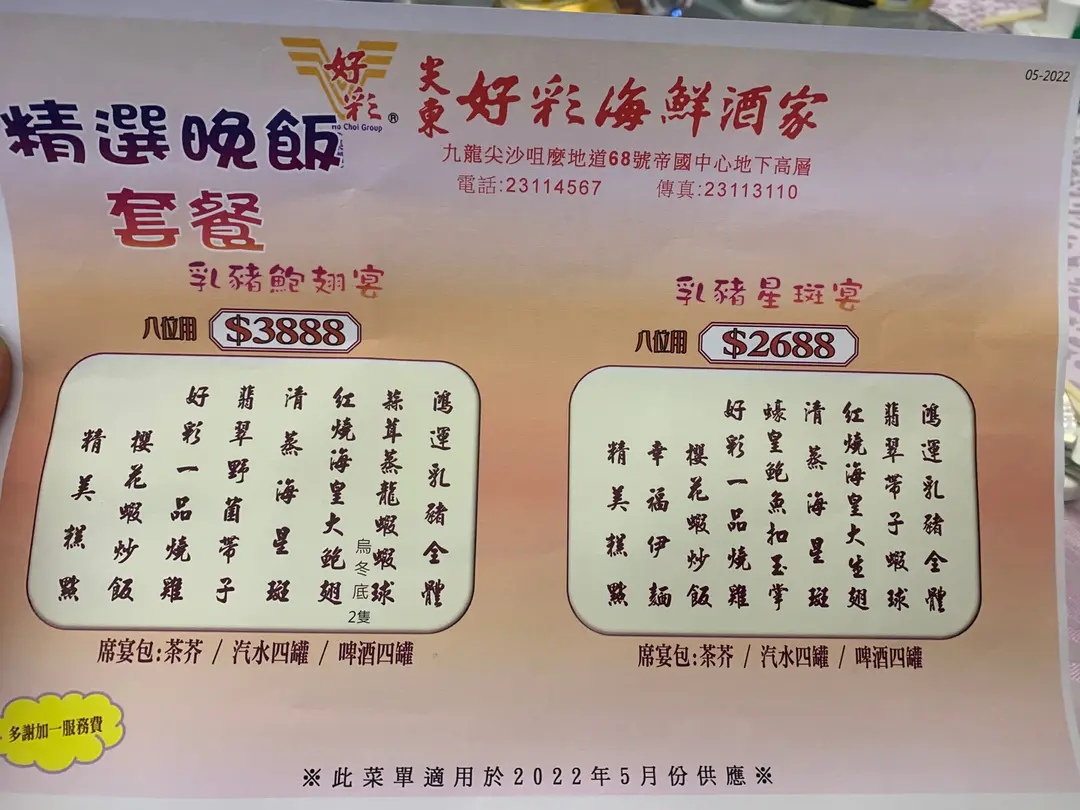 05-2022
好彩®
Ho Choi Group
尖東 好彩海鮮酒家
九龍尖沙咀麼地道68號帝國中心地下高層
電話:23114567 傳真:23113110
精選晚飯
套餐
乳豬鮑翅宴
八位用 $3888
鴻運乳豬全體
蒜茸蒸龍蝦蝦球
烏冬底2隻
紅燒海皇大鮑翅
清蒸海星斑
翡翠野菌帶子
好彩一品燒雞
櫻花蝦炒飯
精美糕點
席宴包:茶芥 / 汽水四罐 / 啤酒四罐
乳豬星斑宴
八位用 $2688
鴻運乳豬全體
翡翠帶子蝦球
紅燒海皇大生翅
清蒸海星斑
蠔皇鮑魚扣玉掌
好彩一品燒雞
櫻花蝦炒飯
幸福伊麵
精美糕點
席宴包:茶芥 / 汽水四罐 / 啤酒四罐
多謝加一服務費
※此菜單適用於2022年5月份供應※